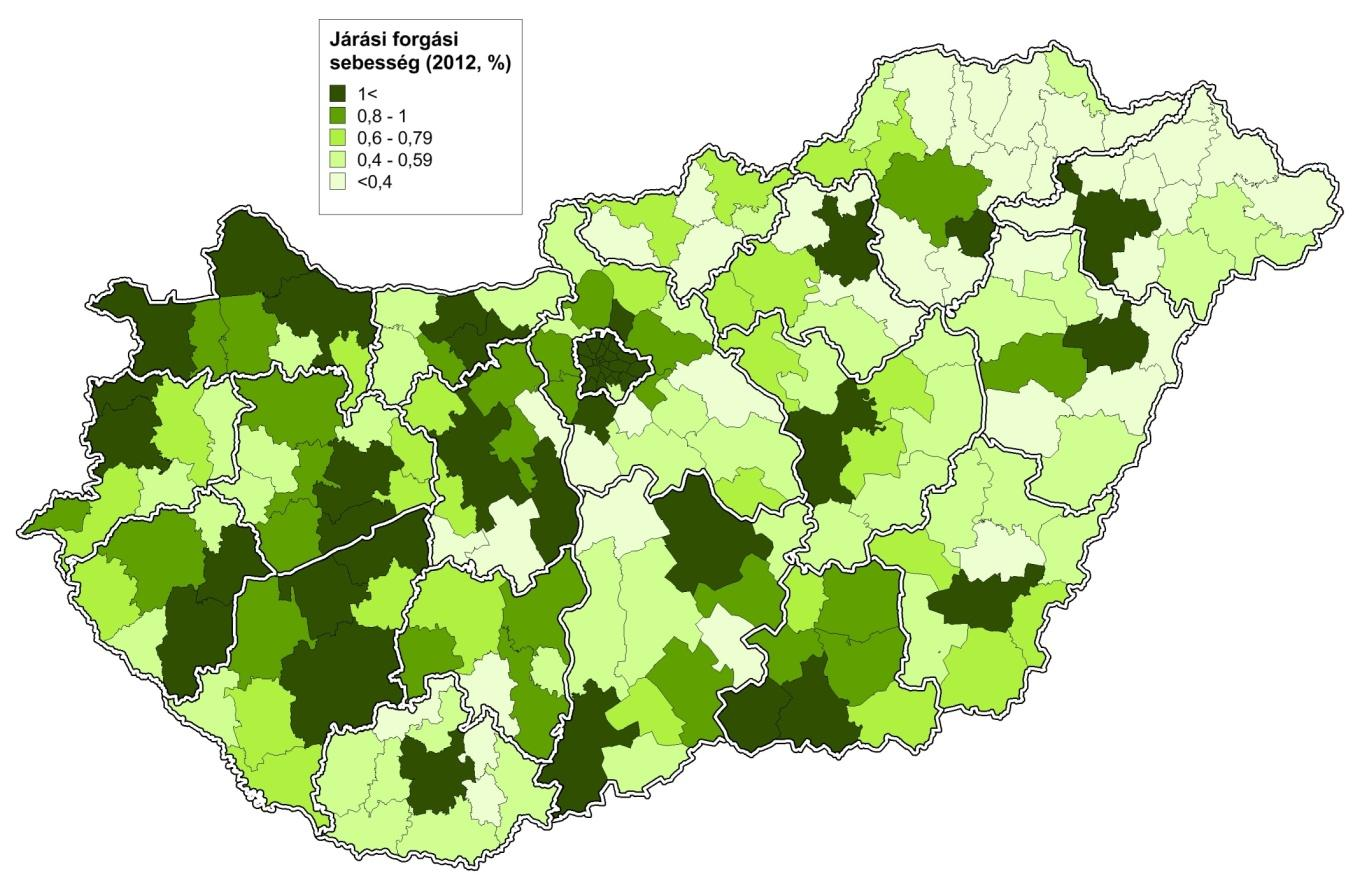 Járási forgási
sebesség (2012, %)
1<
0,8 - 1
0,6 - 0,79
0,4 - 0,59
<0,4